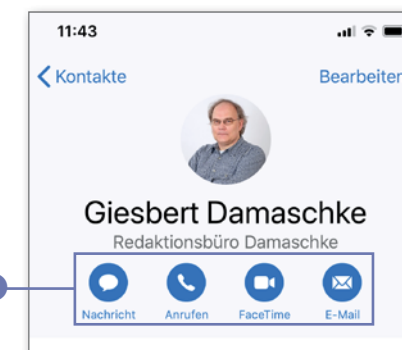 11:43
Kontakte Bearbeiten
Giesbert Damaschke
Redaktionsbüro Damaschke
Nachricht Anrufen FaceTime E-Mail